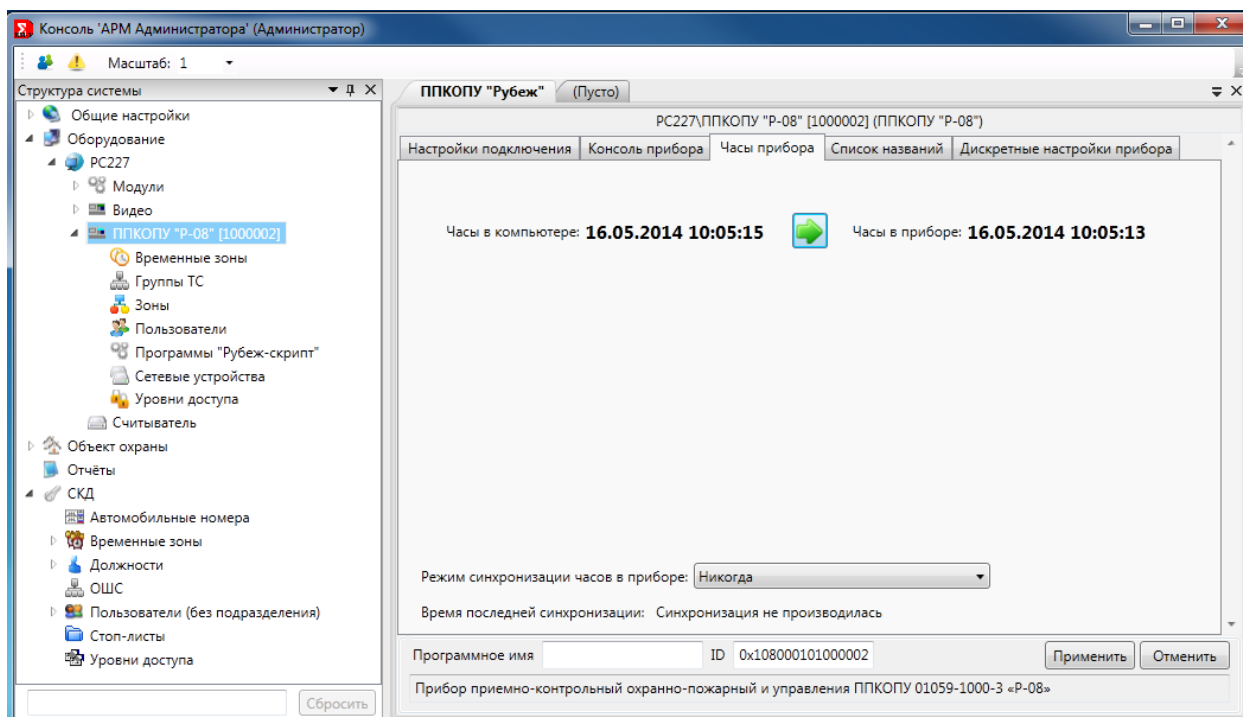 Консоль 'АРМ Администратора' (Администратор)
Масштаб: 1
Структура системы
Общие настройки
Оборудование
РС227
Модули
Видео
ППКОПУ "Р-08" [1000002]
Временные зоны
Группы ТС
Зоны
Пользователи
Программы "Рубеж-скрипт"
Сетевые устройства
Уровни доступа
Считыватель
Объект охраны
Отчёты
СКД
Автомобильные номера
Временные зоны
Должности
ОШС
Пользователи (без подразделения)
Стоп-листы
Уровни доступа
Сбросить
ППКОПУ "Рубеж" (Пусто)
РС227\ППКОПУ "Р-08" [1000002] (ППКОПУ "Р-08")
Настройки подключения Консоль прибора Часы прибора Список названий Дискретные настройки прибора
Часы в компьютере: 16.05.2014 10:05:15 Часы в приборе: 16.05.2014 10:05:13
Режим синхронизации часов в приборе: Никогда
Время последней синхронизации: Синхронизация не производилась
Программное имя ID 0x108000101000002 Применить Отменить
Прибор приемно-контрольный охранно-пожарный и управления ППКОПУ 01059-1000-3 «Р-08»